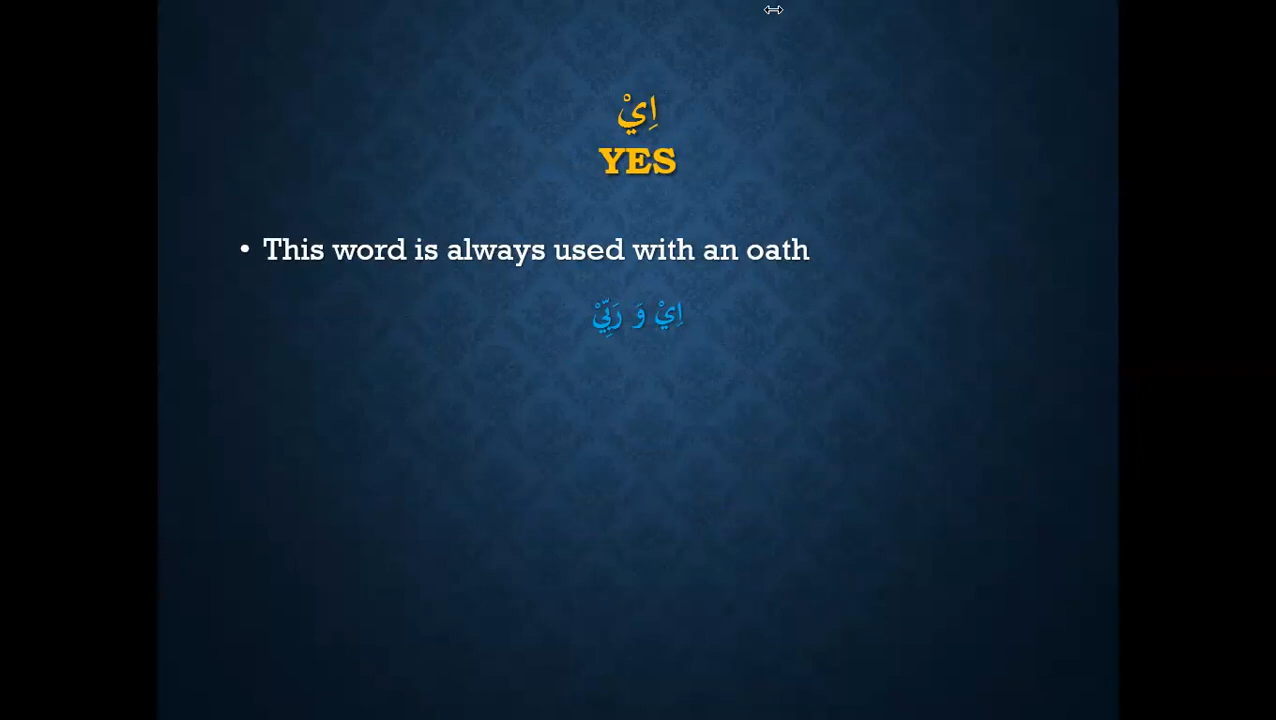 اِيْ
YES
• This word is always used with an oath
اِيْ وَ رَبِّيْ